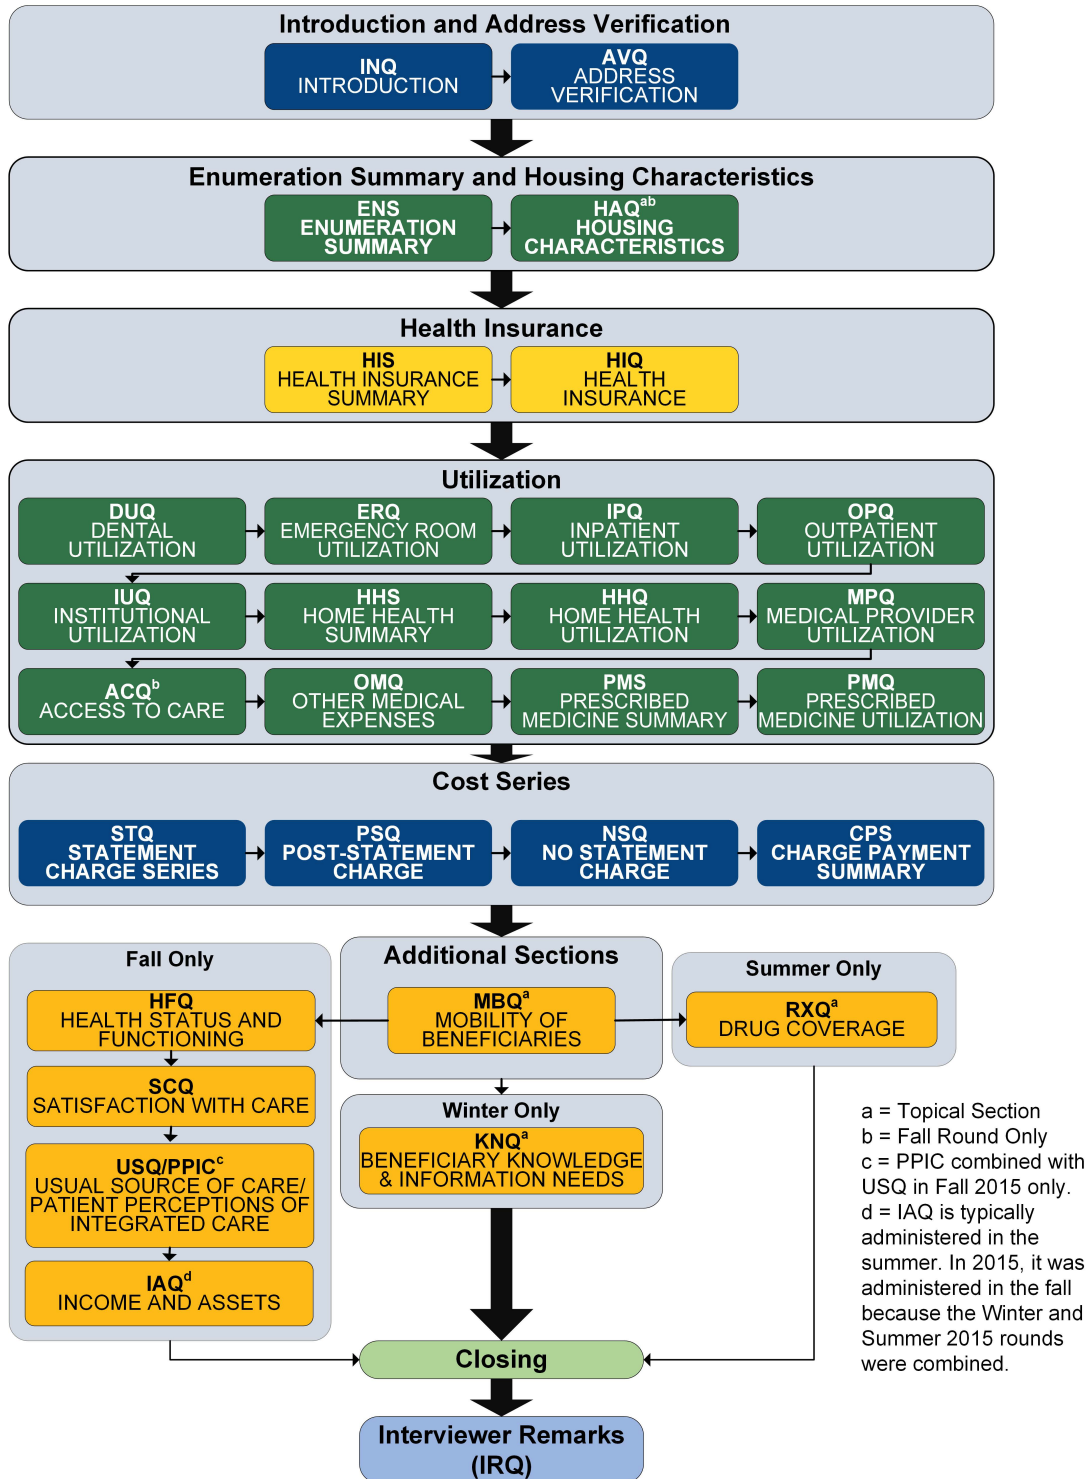 Introduction and Address Verification
INQ
INTRODUCTION
AVQ
ADDRESS
VERIFICATION
Enumeration Summary and Housing Characteristics
ENS
ENUMERATION
SUMMARY
HAQab
HOUSING
CHARACTERISTICS
Health Insurance
HIS
HEALTH INSURANCE
SUMMARY
HIQ
HEALTH
INSURANCE
Utilization
DUQ
DENTAL
UTILIZATION
ERQ
EMERGENCY ROOM
UTILIZATION
IPQ
INPATIENT
UTILIZATION
OPQ
OUTPATIENT
UTILIZATION
IUQ
INSTITUTIONAL
UTILIZATION
HHS
HOME HEALTH
SUMMARY
HHQ
HOME HEALTH
UTILIZATION
MPQ
MEDICAL PROVIDER
UTILIZATION
ACQb
ACCESS TO CARE
OMQ
OTHER MEDICAL
EXPENSES
PMS
PRESCRIBED
MEDICINE SUMMARY
PMQ
PRESCRIBED
MEDICINE UTILIZATION
Cost Series
STQ
STATEMENT
CHARGE SERIES
PSQ
POST-STATEMENT
CHARGE
NSQ
NO STATEMENT
CHARGE
CPS
CHARGE PAYMENT
SUMMARY
Fall Only
HFQ
HEALTH STATUS AND
FUNCTIONING
SCQ
SATISFACTION WITH CARE
USQ/PPICc
USUAL SOURCE OF CARE/
PATIENT PERCEPTIONS OF
INTEGRATED CARE
IAQd
INCOME AND ASSETS
Additional Sections
MBQa
MOBILITY OF
BENEFICIARIES
Winter Only
KNQa
BENEFICIARY KNOWLEDGE
& INFORMATION NEEDS
Summer Only
RXQa
DRUG COVERAGE
a = Topical Section
b = Fall Round Only
c = PPIC combined with
USQ in Fall 2015 only.
d = IAQ is typically
administered in the
summer. In 2015, it was
administered in the fall
because the Winter and
Summer 2015 rounds
were combined.
Closing
Interviewer Remarks
(IRQ)